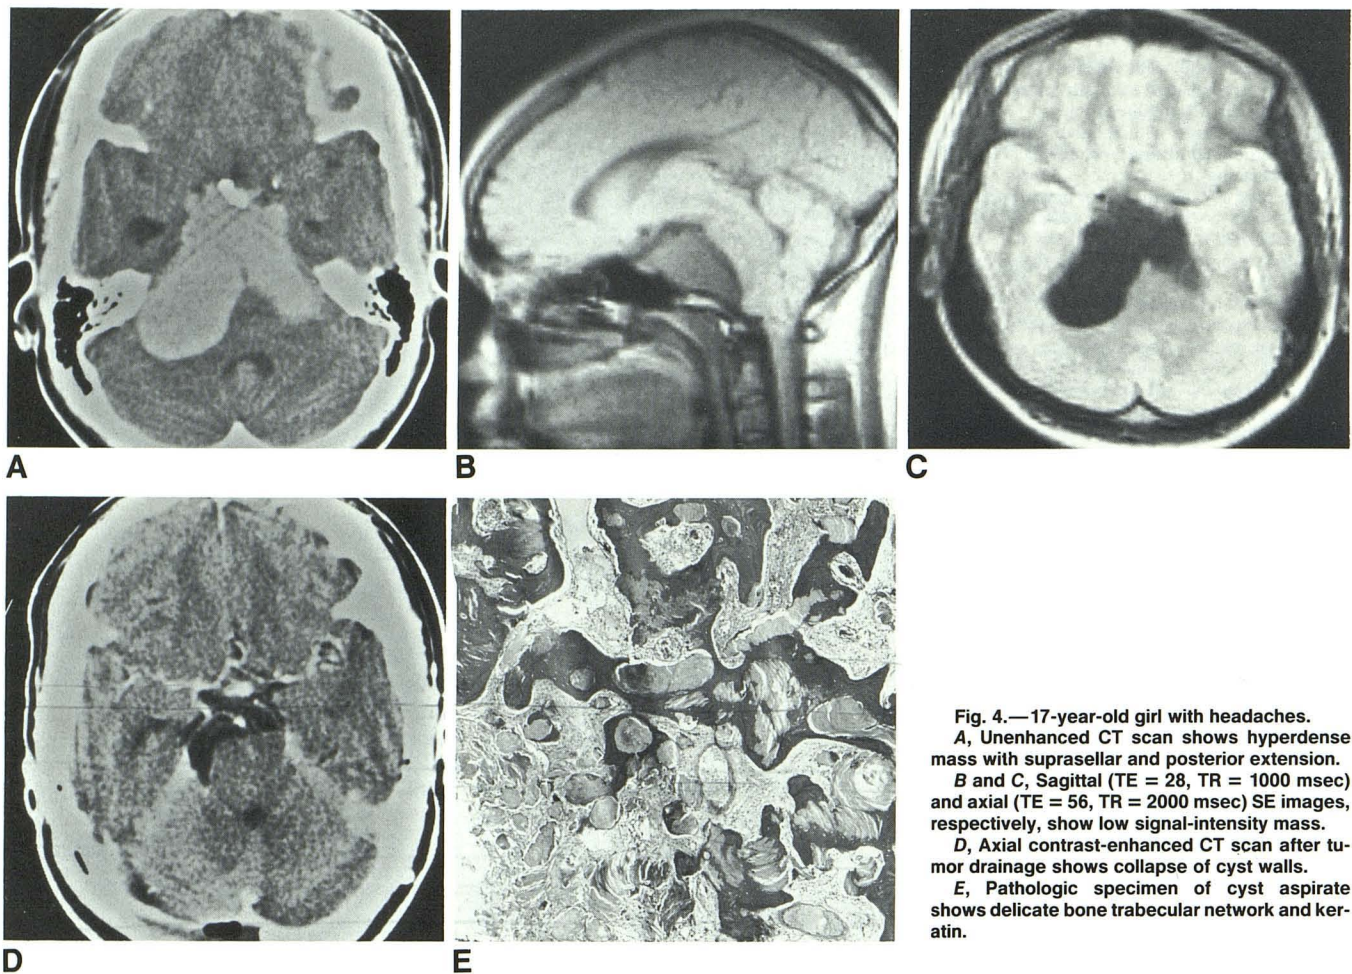 A
B
C
D
E
Fig. 4.—17-year-old girl with headaches.
A, Unenhanced CT scan shows hyperdense
mass with suprasellar and posterior extension.
B and C, Sagittal (TE = 28, TR = 1000 msec)
and axial (TE = 56, TR = 2000 msec) SE images,
respectively, show low signal-intensity mass.
D, Axial contrast-enhanced CT scan after tu-
mor drainage shows collapse of cyst walls.
E, Pathologic specimen of cyst aspirate
shows delicate bone trabecular network and ker-
atin.